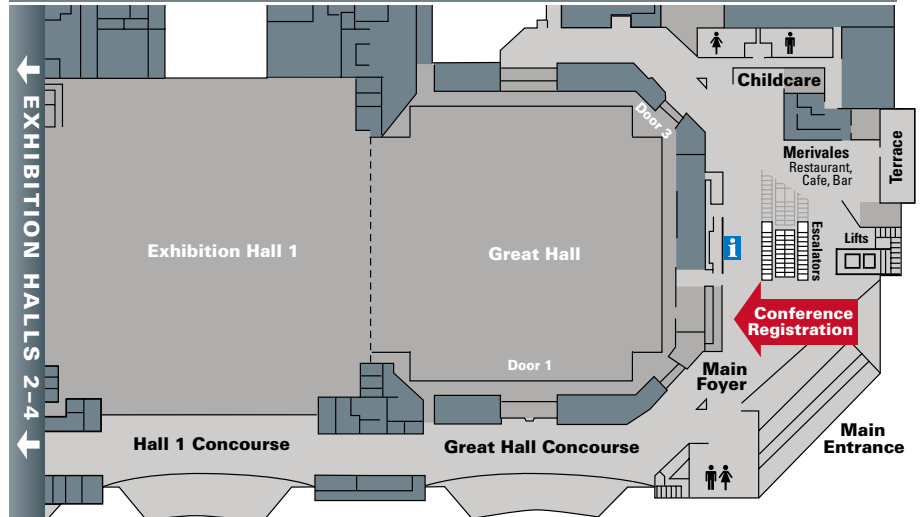 EXHIBITION HALLS 2–4
Childcare
Door 3
Merivales
Restaurant,
Cafe, Bar
Terrace
Exhibition Hall 1
Great Hall
i
Escalators
Lifts
Conference
Registration
Door 1
Main
Foyer
Hall 1 Concourse
Great Hall Concourse
Main
Entrance